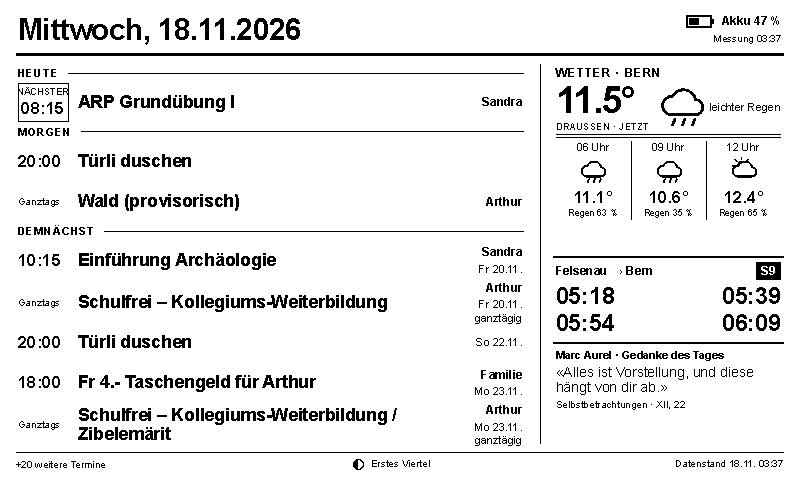 Mittwoch, 18.11.2026
Akku 47 %
Messung 03:37
HEUTE
NÄCHSTER
08:15 ARP Grundübung I Sandra
MORGEN
20:00 Türli duschen
Ganztags Wald (provisorisch) Arthur
DEMNÄCHST
10:15 Einführung Archäologie Sandra
Fr 20.11.
Ganztags Schulfrei – Kollegiums-Weiterbildung Arthur
Fr 20.11.
ganztägig
20:00 Türli duschen So 22.11.
18:00 Fr 4.- Taschengeld für Arthur Familie
Mo 23.11.
Ganztags Schulfrei – Kollegiums-Weiterbildung / Zibelemärit Arthur
Mo 23.11.
ganztägig
WETTER · BERN
11.5° leichter Regen
DRAUSSEN · JETZT
06 Uhr 09 Uhr 12 Uhr
11.1° 10.6° 12.4°
Regen 63 % Regen 35 % Regen 65 %
Felsenau → Bern S9
05:18 05:39
05:54 06:09
Marc Aurel · Gedanke des Tages
«Alles ist Vorstellung, und diese
hängt von dir ab.»
Selbstbetrachtungen · XII, 22
+20 weitere Termine Erstes Viertel Datenstand 18.11. 03:37